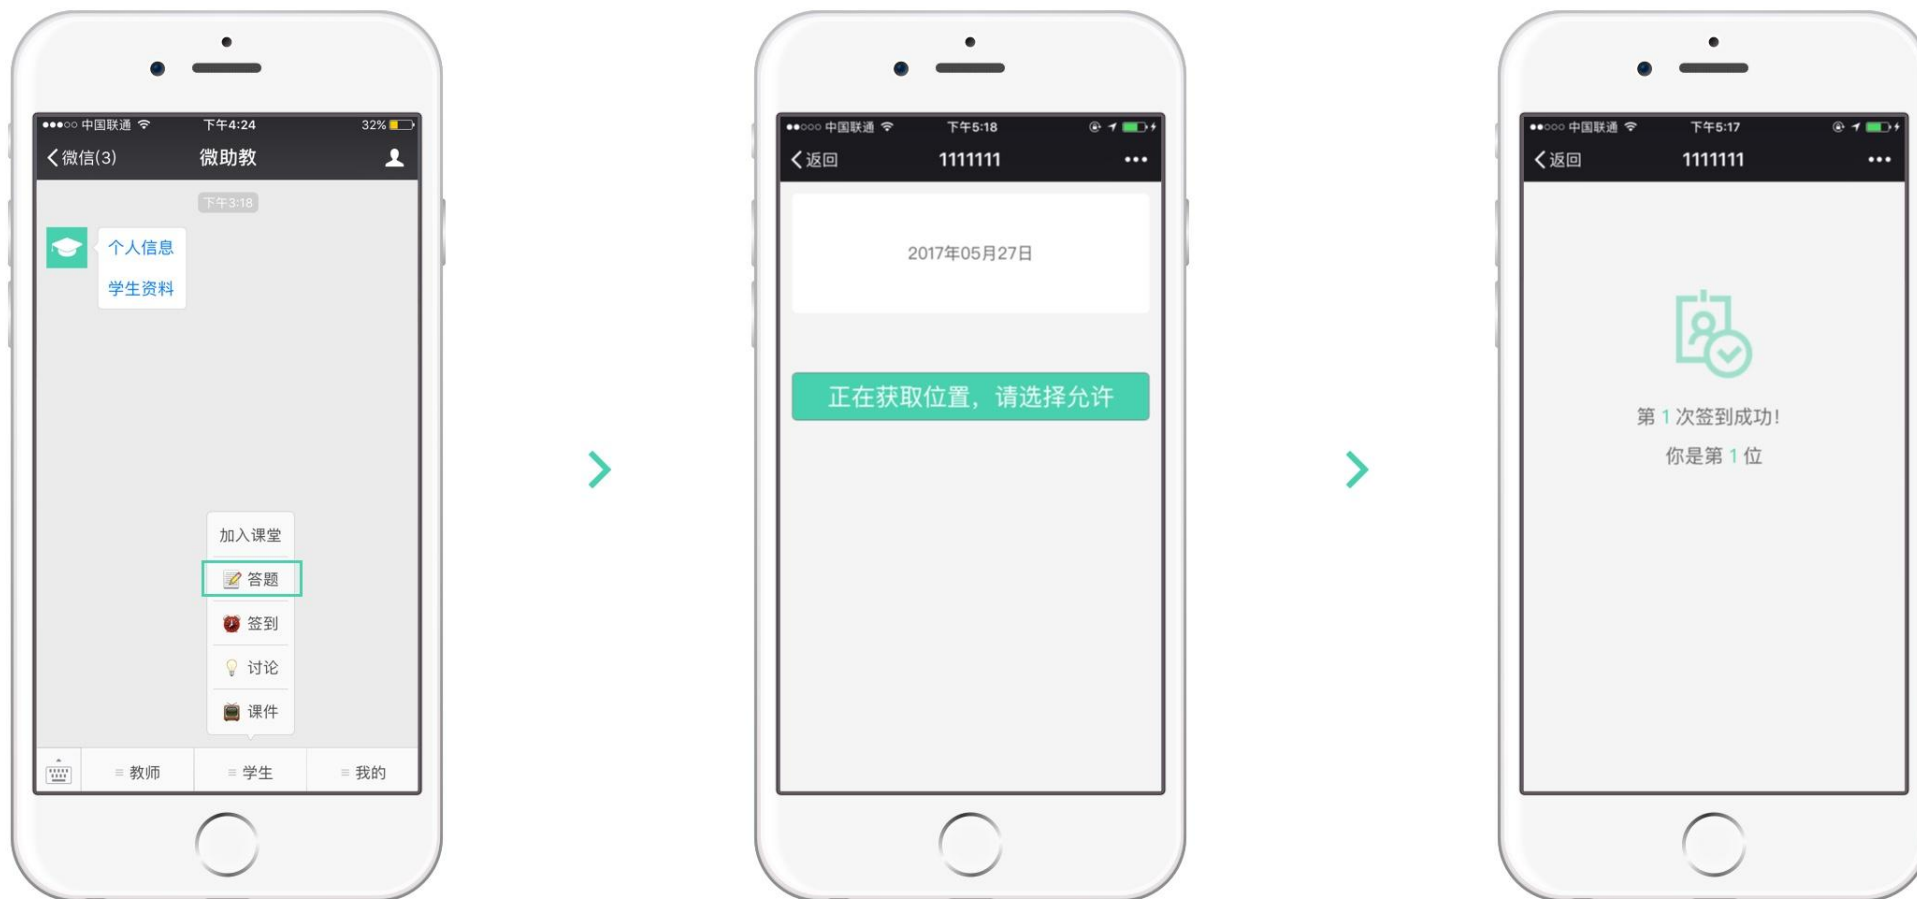 中国联通 下午4:24 32%
微信(3) 微助教
下午3:18
个人信息
学生资料
加入课堂
答题
签到
讨论
课件
教师 学生 我的
中国联通 下午5:18
返回 1111111
2017年05月27日
正在获取位置，请选择允许
中国联通 下午5:17
返回 1111111
第 1 次签到成功!
你是第 1 位